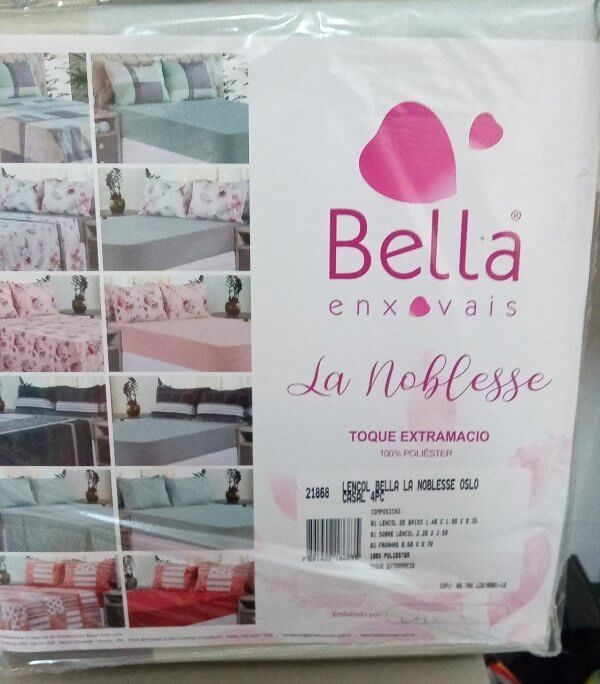 Bella®
enxovais
La Noblesse
TOQUE EXTRAMACIO
100% POLIÉSTER
21868 LENCOL BELLA LA NOBLESSE OSLO
CASAL 4PC
COMPOSICAO:
01 LENCOL DE BAIXO 1.40 X 1.90 X 0.35
01 SOBRE LENCOL 2.20 X 2.50
02 FRONHAS 0.50 X 0.70
100% POLIESTER
TOQUE EXTRAMACIO
Embalado por